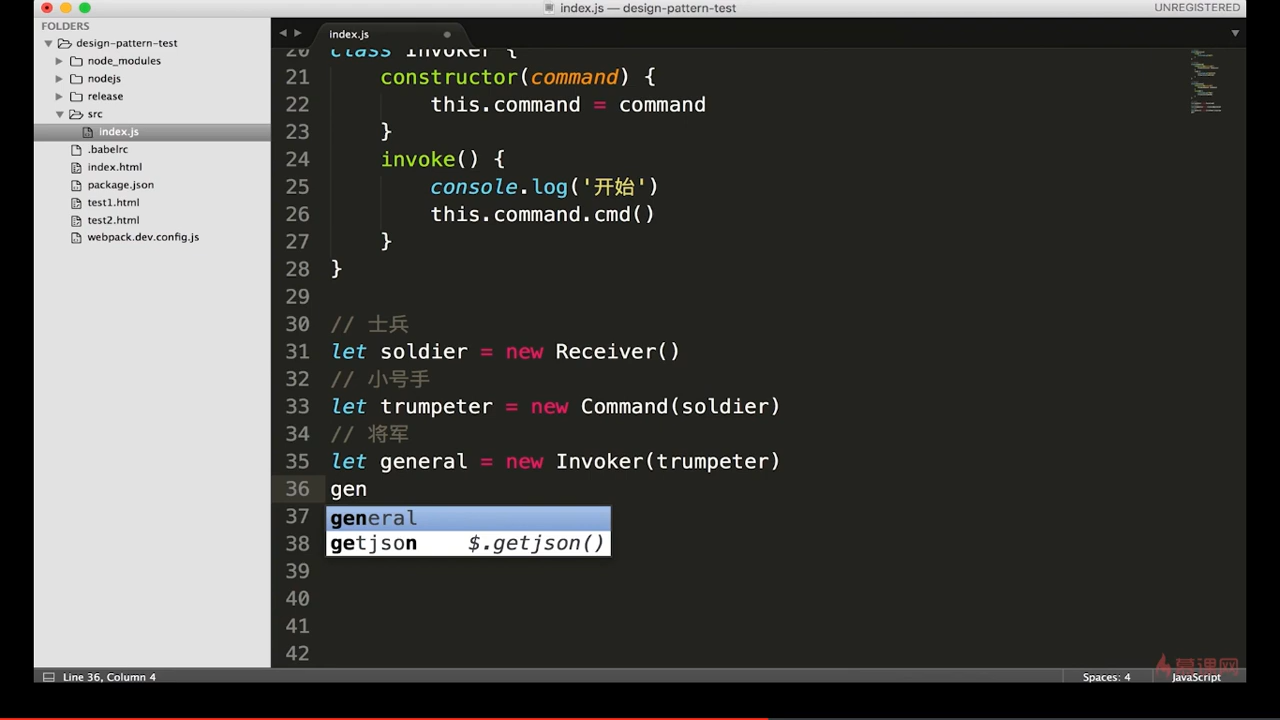 index.js — design-pattern-test
UNREGISTERED
FOLDERS
design-pattern-test
node_modules
nodejs
release
src
index.js
.babelrc
index.html
package.json
test1.html
test2.html
webpack.dev.config.js
index.js
20 class Invoker {
21 constructor(command) {
22 this.command = command
23 }
24 invoke() {
25 console.log('开始')
26 this.command.cmd()
27 }
28 }
29
30 // 士兵
31 let soldier = new Receiver()
32 // 小号手
33 let trumpeter = new Command(soldier)
34 // 将军
35 let general = new Invoker(trumpeter)
36 gen
37 general
38 getjson $.getjson()
39
40
41
42
慕课网
Line 36, Column 4
Spaces: 4
JavaScript